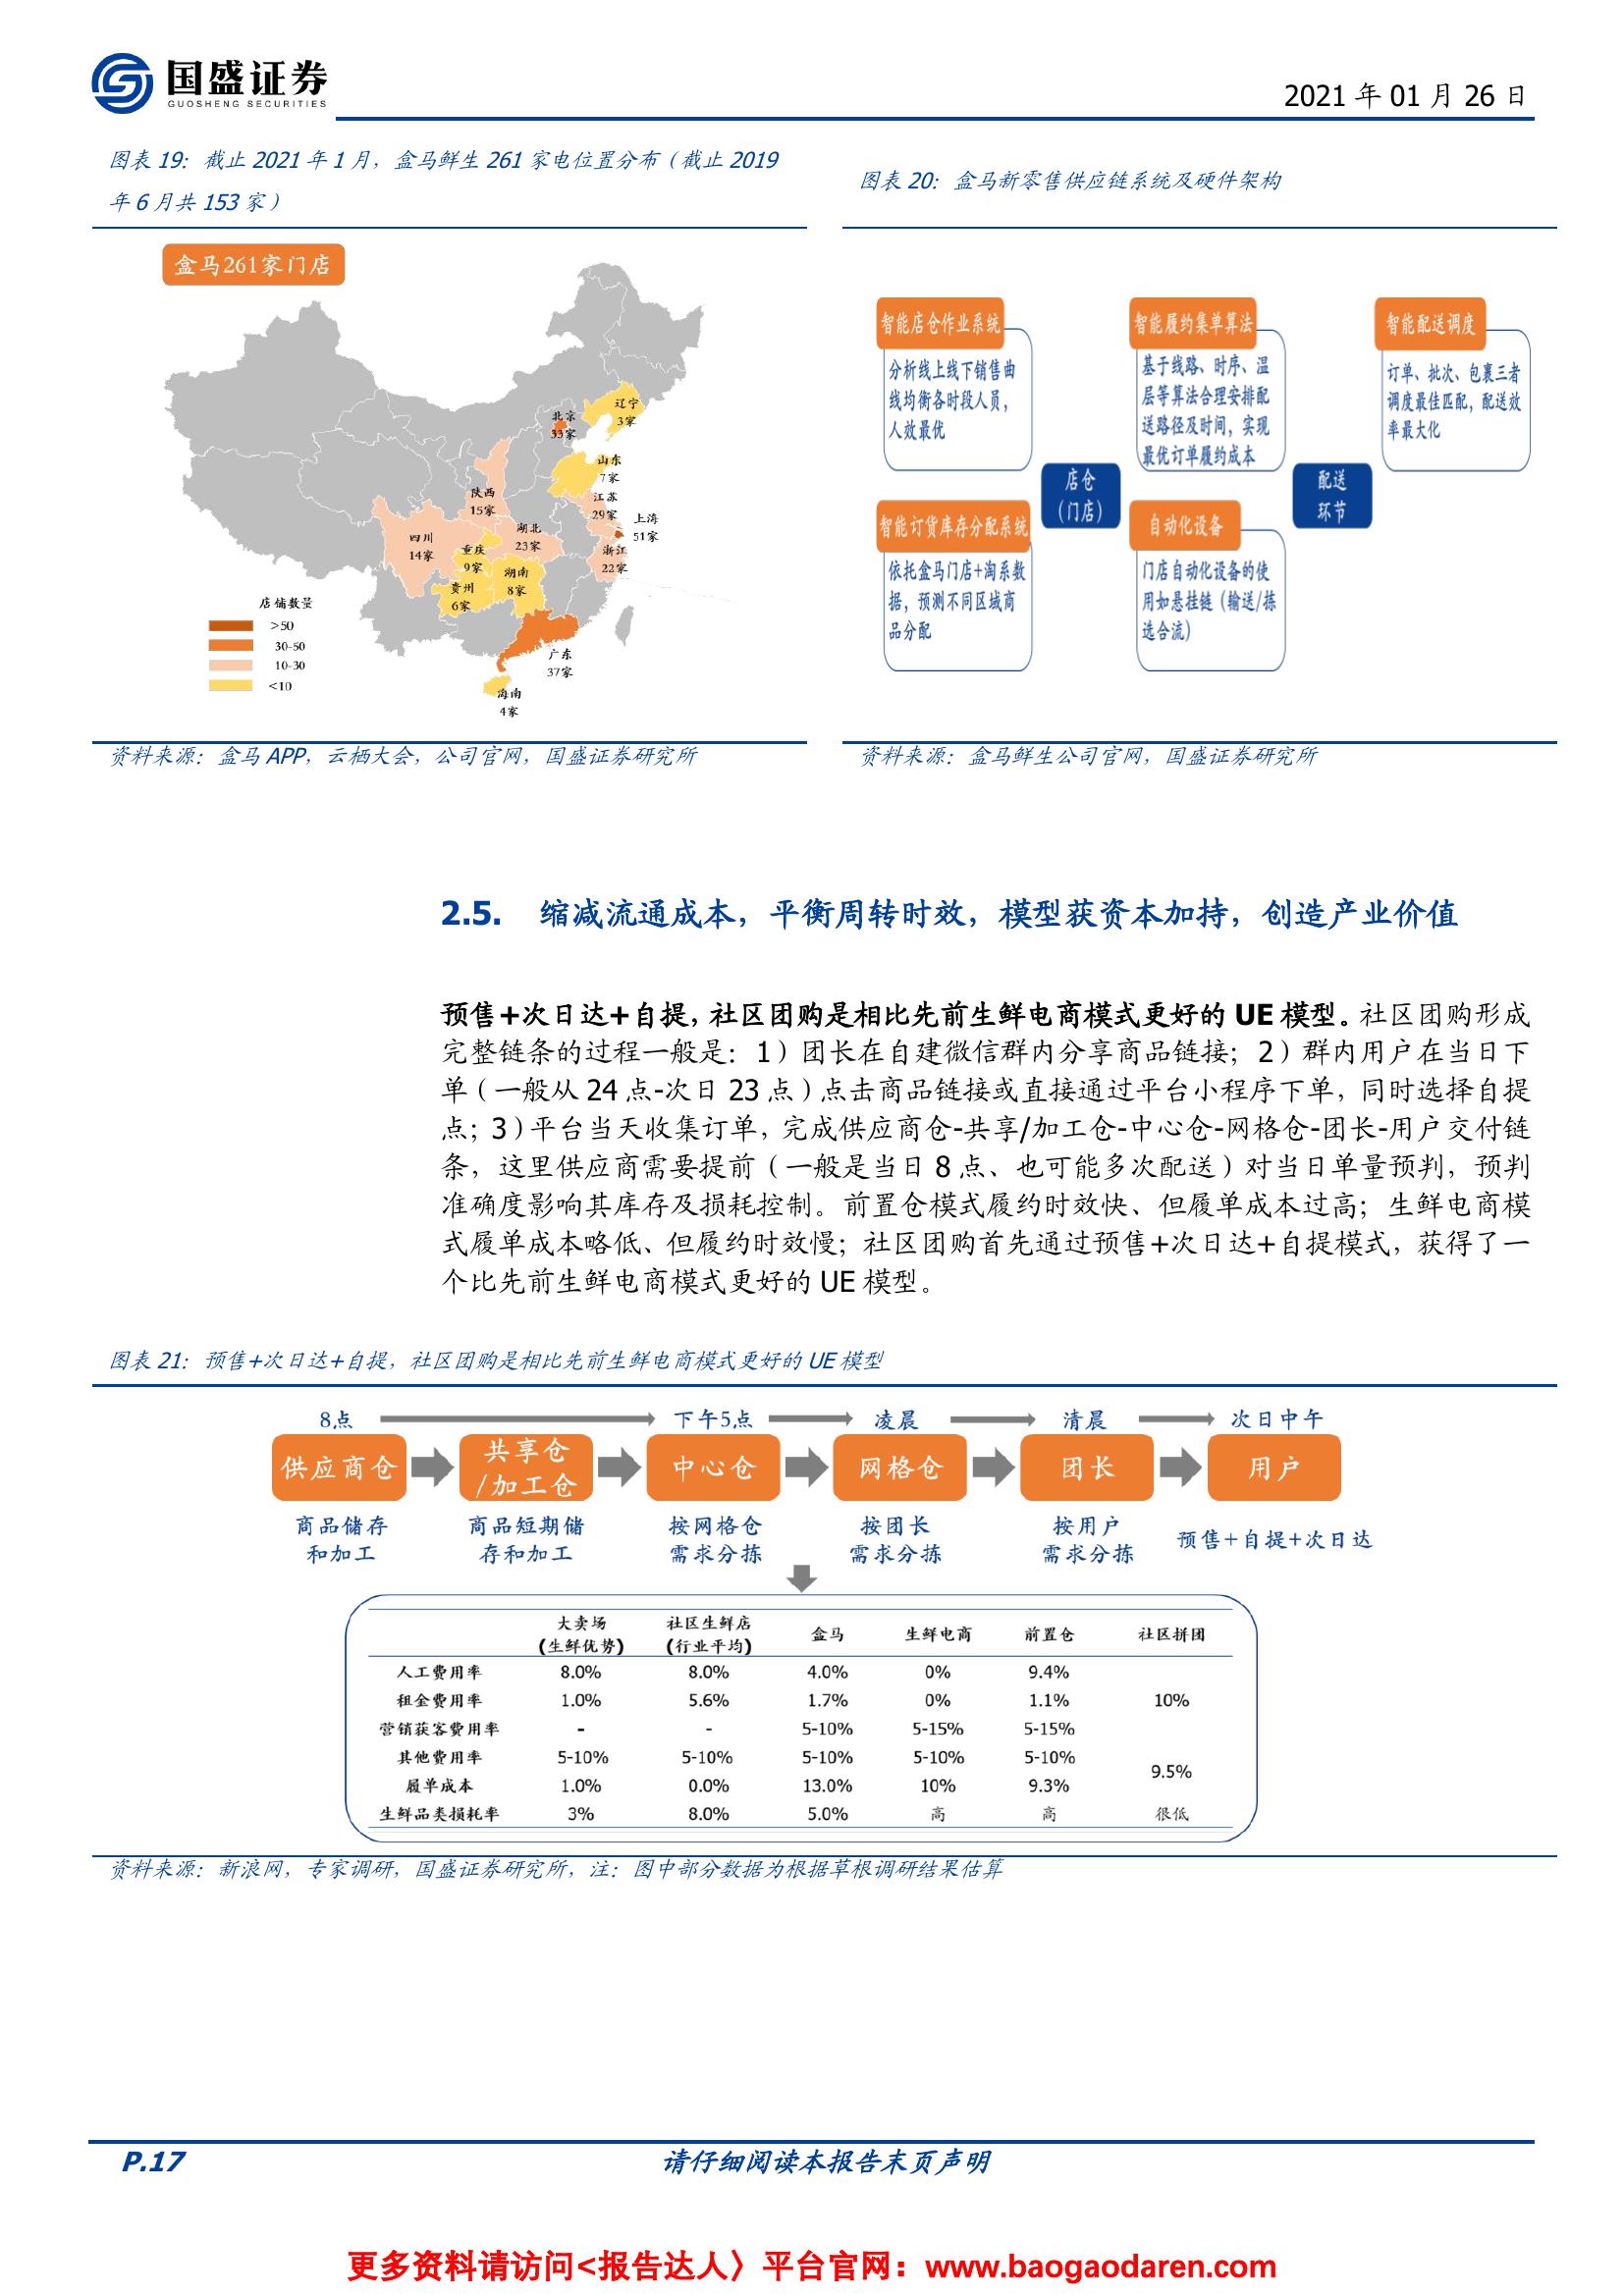 国盛证券
GUOSHENG SECURITIES
2021 年 01 月 26 日
图表 19：截止 2021 年 1 月，盒马鲜生 261 家电位置分布（截止 2019
年 6 月共 153 家）
盒马261家门店
辽宁
3家
北京
33家
山东
7家
陕西
15家
江苏
29家
上海
51家
四川
14家
湖北
23家
重庆
9家
浙江
22家
湖南
8家
贵州
6家
广东
37家
海南
4家
店铺数量
>50
30-50
10-30
<10
资料来源：盒马 APP，云栖大会，公司官网，国盛证券研究所
图表 20：盒马新零售供应链系统及硬件架构
智能店仓作业系统
分析线上线下销售曲
线均衡各时段人员，
人效最优
智能订货库存分配系统
依托盒马门店+淘系数
据，预测不同区域商
品分配
店仓
（门店）
智能履约集单算法
基于线路、时序、温
层等算法合理安排配
送路径及时间，实现
最优订单履约成本
自动化设备
门店自动化设备的使
用如悬挂链（输送/拣
选合流）
配送
环节
智能配送调度
订单、批次、包裹三者
调度最佳匹配，配送效
率最大化
资料来源：盒马鲜生公司官网，国盛证券研究所
2.5. 缩减流通成本，平衡周转时效，模型获资本加持，创造产业价值
预售+次日达+自提，社区团购是相比先前生鲜电商模式更好的 UE 模型。社区团购形成
完整链条的过程一般是：1）团长在自建微信群内分享商品链接；2）群内用户在当日下
单（一般从 24 点-次日 23 点）点击商品链接或直接通过平台小程序下单，同时选择自提
点；3）平台当天收集订单，完成供应商仓-共享/加工仓-中心仓-网格仓-团长-用户交付链
条，这里供应商需要提前（一般是当日 8 点、也可能多次配送）对当日单量预判，预判
准确度影响其库存及损耗控制。前置仓模式履约时效快、但履单成本过高；生鲜电商模
式履单成本略低、但履约时效慢；社区团购首先通过预售+次日达+自提模式，获得了一
个比先前生鲜电商模式更好的 UE 模型。
图表 21：预售+次日达+自提，社区团购是相比先前生鲜电商模式更好的 UE 模型
8点 下午5点 凌晨 清晨 次日中午
供应商仓 共享仓/加工仓 中心仓 网格仓 团长 用户
商品储存 商品短期储 按网格仓 按团长 按用户 预售+自提+次日达
和加工 存和加工 需求分拣 需求分拣 需求分拣
大卖场 社区生鲜店 盒马 生鲜电商 前置仓 社区拼团
(生鲜优势) (行业平均)
人工费用率 8.0% 8.0% 4.0% 0% 9.4%
租金费用率 1.0% 5.6% 1.7% 0% 1.1% 10%
营销获客费用率 - - 5-10% 5-15% 5-15%
其他费用率 5-10% 5-10% 5-10% 5-10% 5-10%
9.5%
履单成本 1.0% 0.0% 13.0% 10% 9.3%
生鲜品类损耗率 3% 8.0% 5.0% 高 高 很低
资料来源：新浪网，专家调研，国盛证券研究所，注：图中部分数据为根据草根调研结果估算
P.17 请仔细阅读本报告末页声明
更多资料请访问<报告达人〉平台官网：www.baogaodaren.com